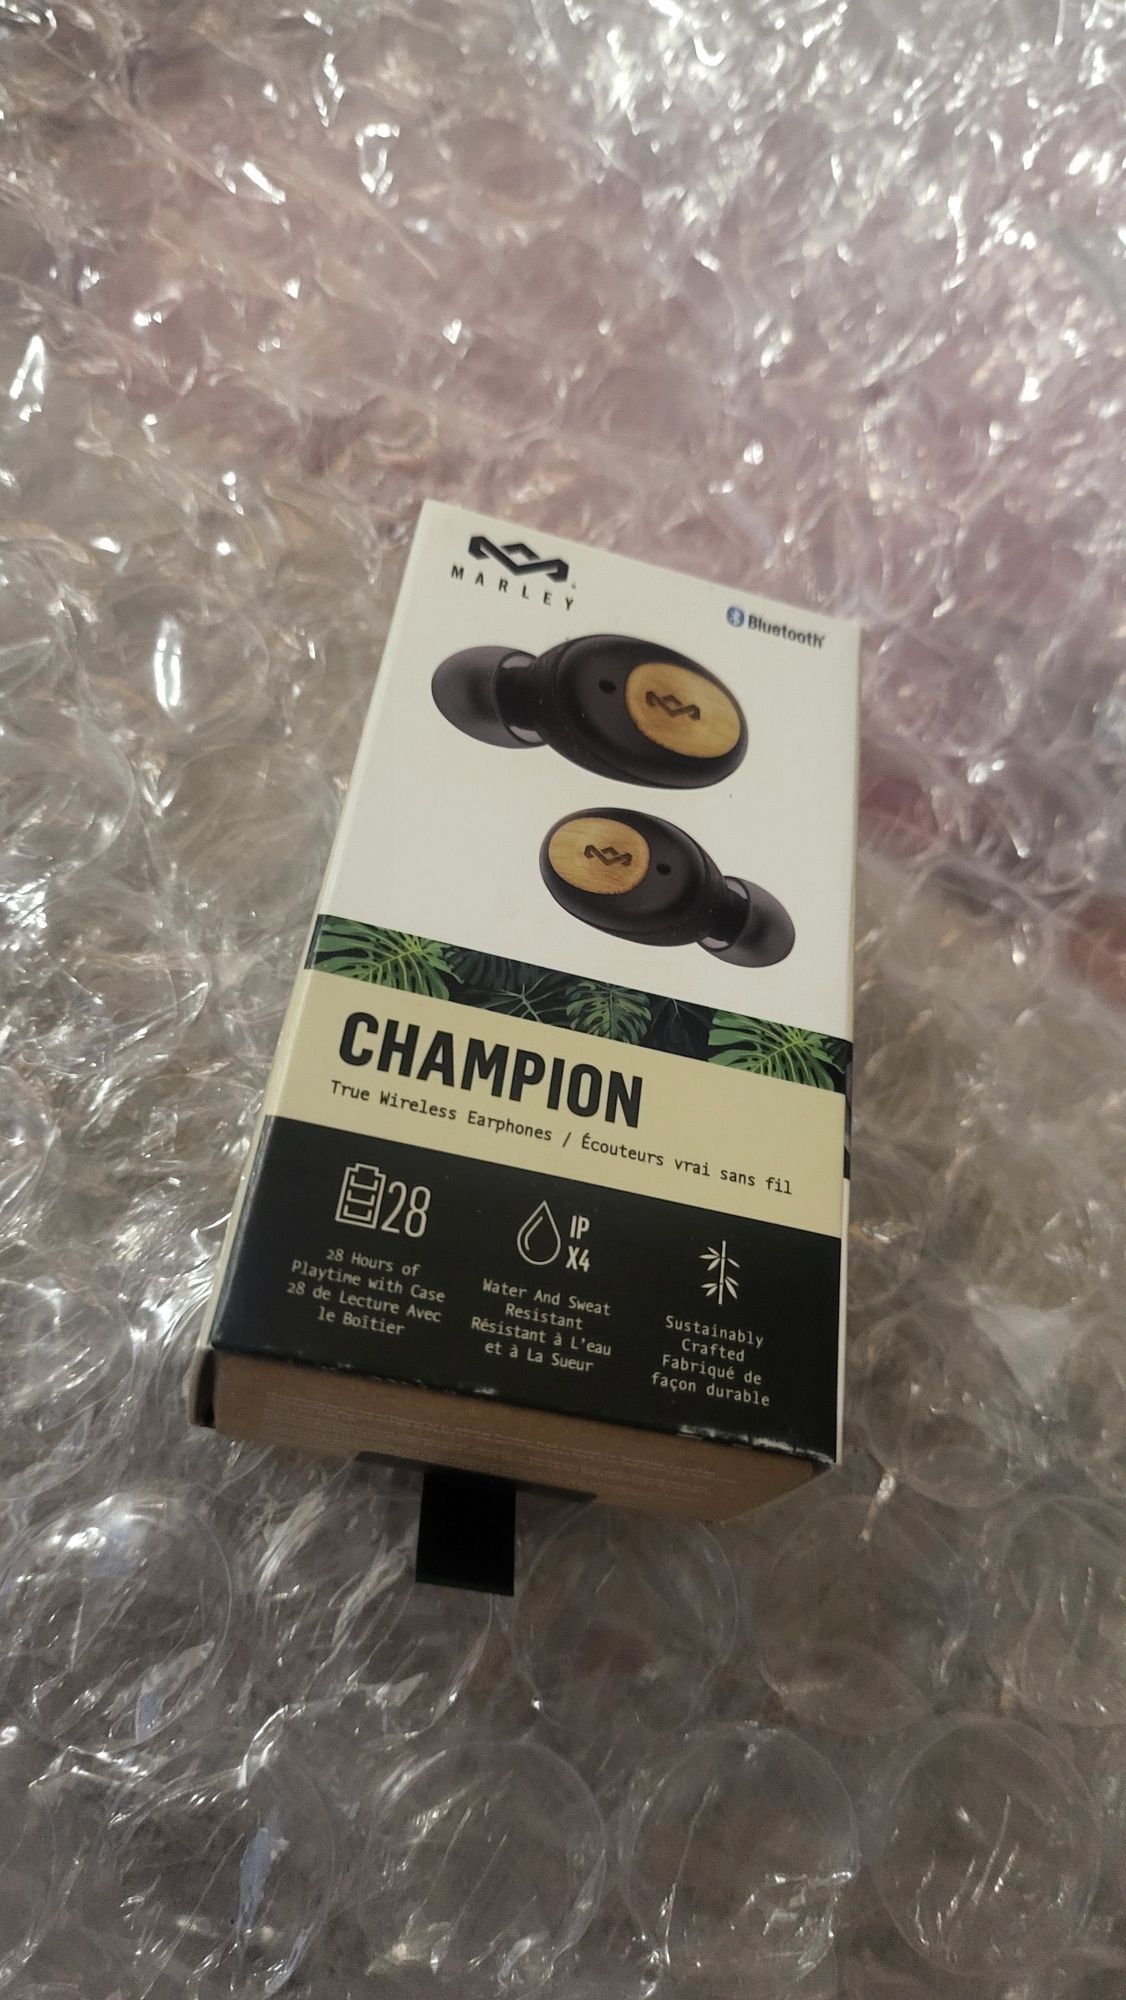 MARLEY
Bluetooth
CHAMPION
True Wireless Earphones / Écouteurs vrai sans fil
28
28 Hours of
Playtime with Case
28 de Lecture Avec
le Boîtier
IP
X4
Water And Sweat
Resistant
Résistant à L'eau
et à La Sueur
Sustainably
Crafted
Fabriqué de
façon durable